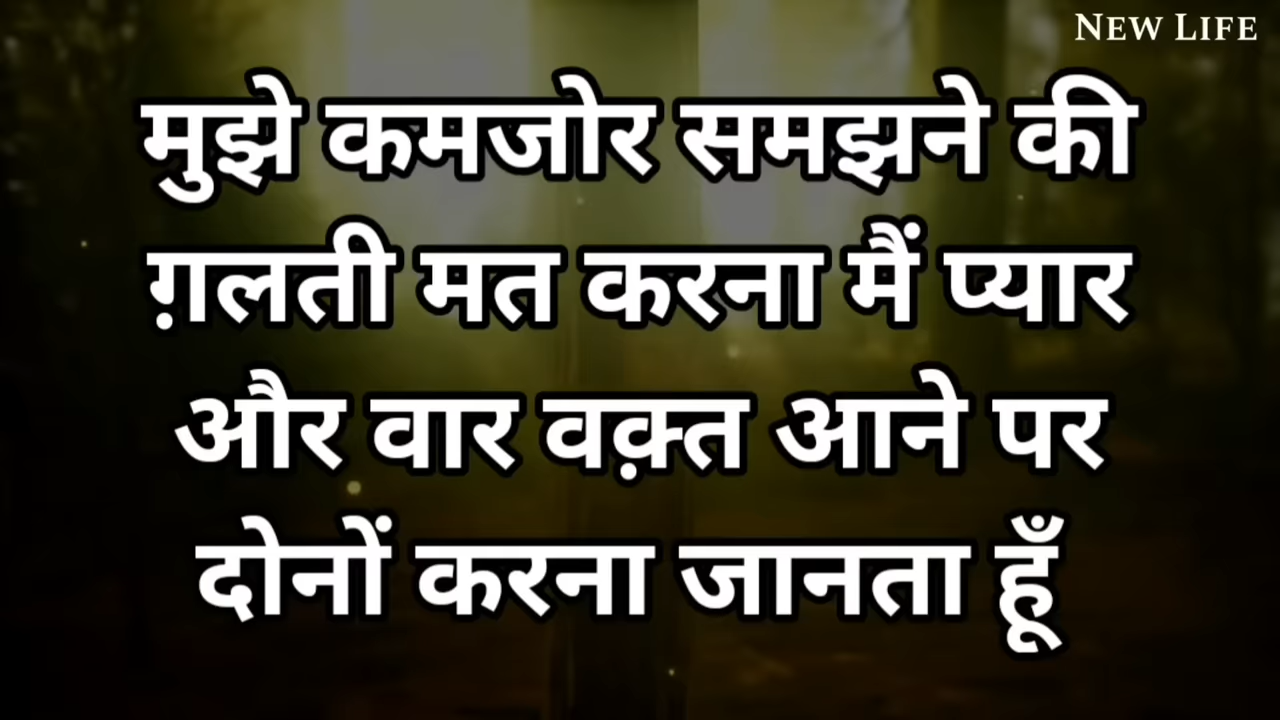 New Life
मुझे कमजोर समझने की
ग़लती मत करना मैं प्यार
और वार वक़्त आने पर
दोनों करना जानता हूँ